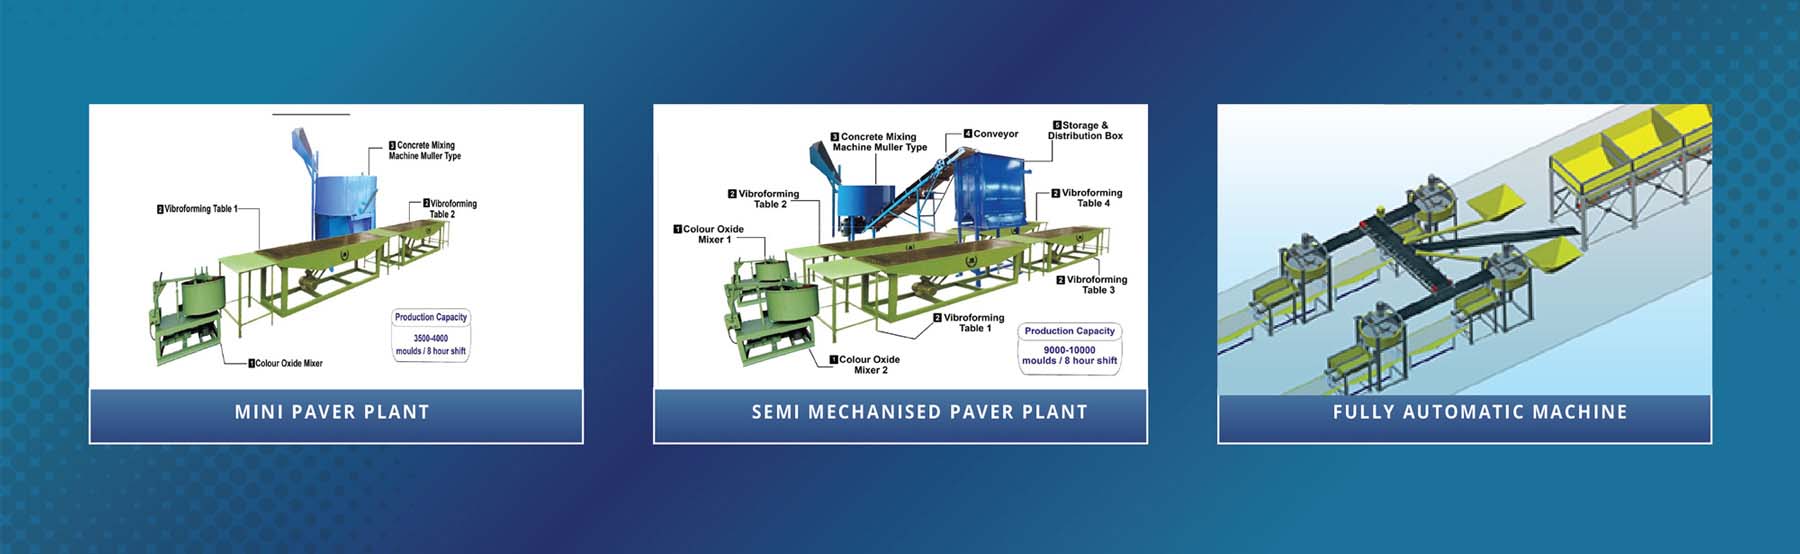 3 Concrete Mixing
Machine Muller Type
2 Vibroforming Table 1
2 Vibroforming
Table 2
1 Colour Oxide Mixer
Production Capacity
3500-4000
moulds / 8 hour shift
MINI PAVER PLANT
5 Storage &
Distribution Box
4 Conveyor
3 Concrete Mixing
Machine Muller Type
2 Vibroforming
Table 2
2 Vibroforming
Table 4
1 Colour Oxide
Mixer 1
2 Vibroforming
Table 3
2 Vibroforming
Table 1
1 Colour Oxide
Mixer 2
Production Capacity
9000-10000
moulds / 8 hour shift
SEMI MECHANISED PAVER PLANT
FULLY AUTOMATIC MACHINE